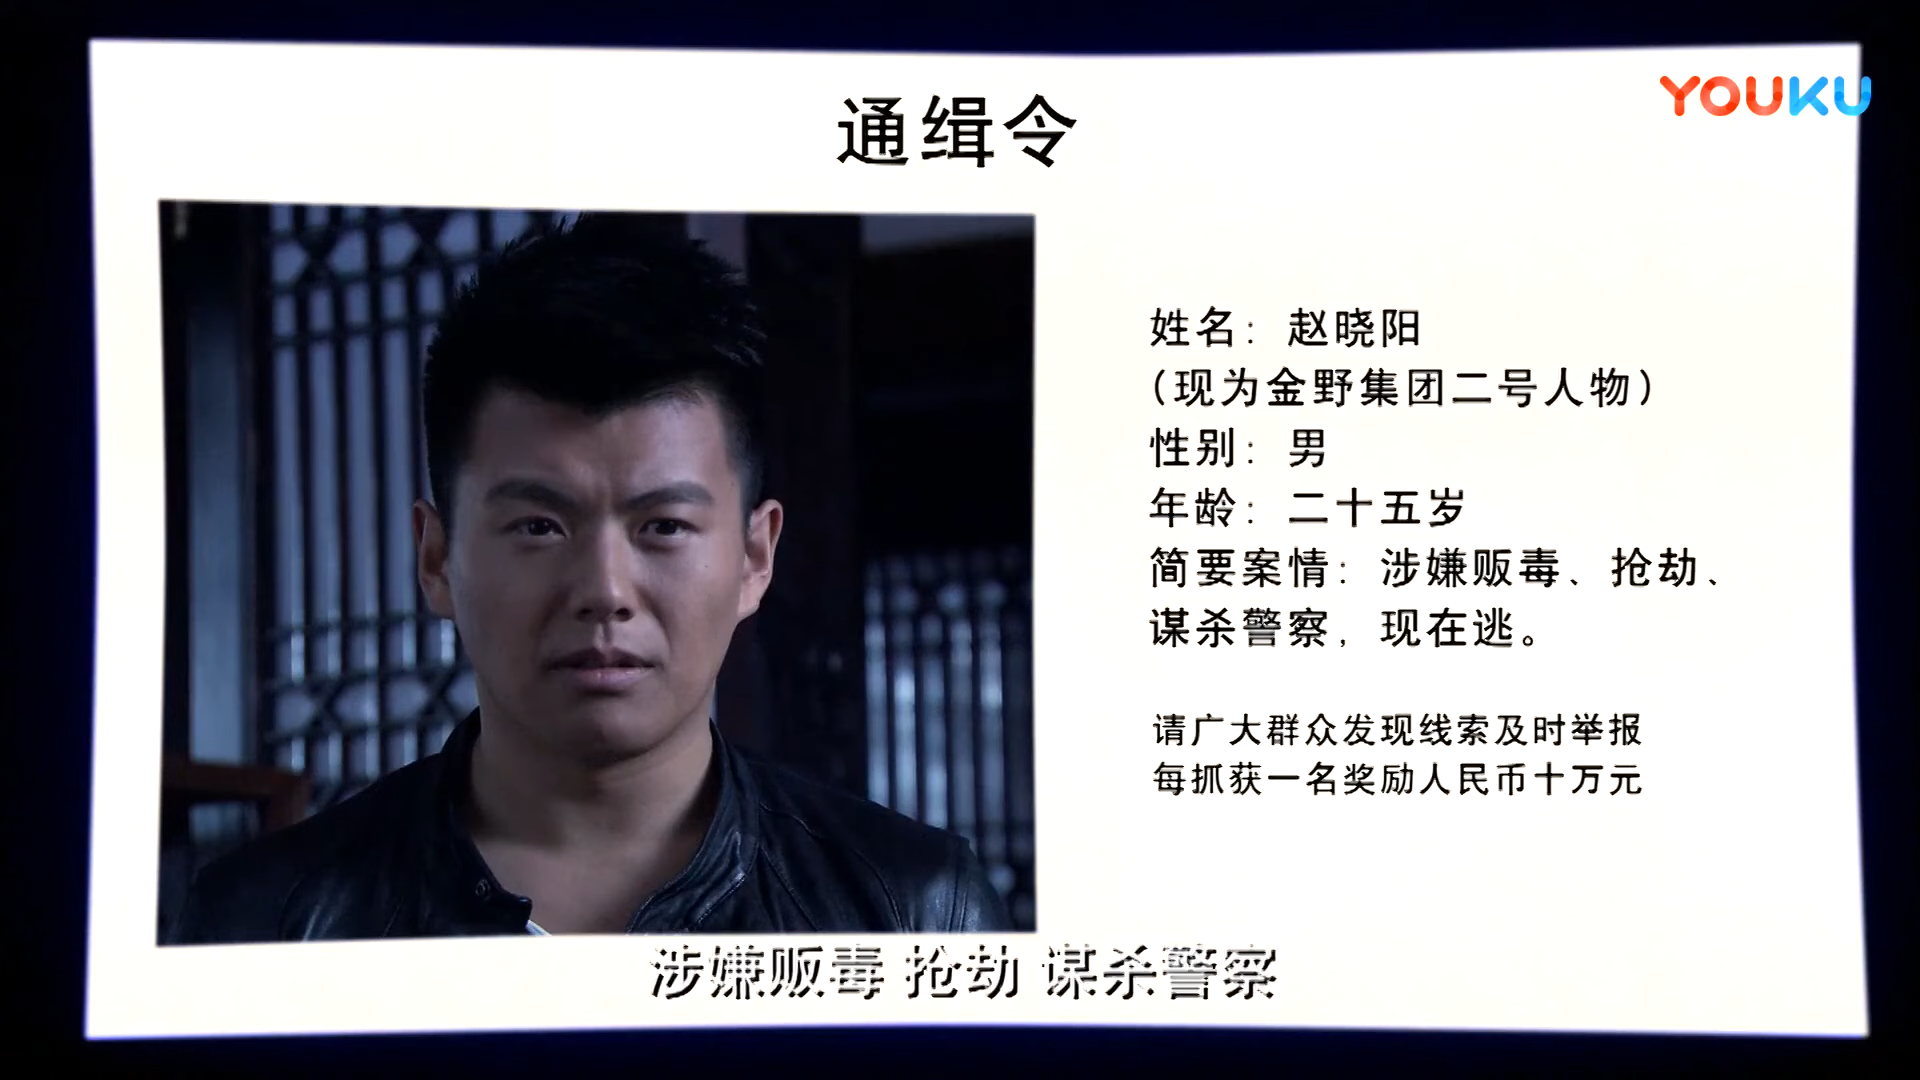 通缉令
YOUKU
姓名：赵晓阳
（现为金野集团二号人物）
性别：男
年龄：二十五岁
简要案情：涉嫌贩毒、抢劫、
谋杀警察，现在逃。
请广大群众发现线索及时举报
每抓获一名奖励人民币十万元
涉嫌贩毒 抢劫 谋杀警察